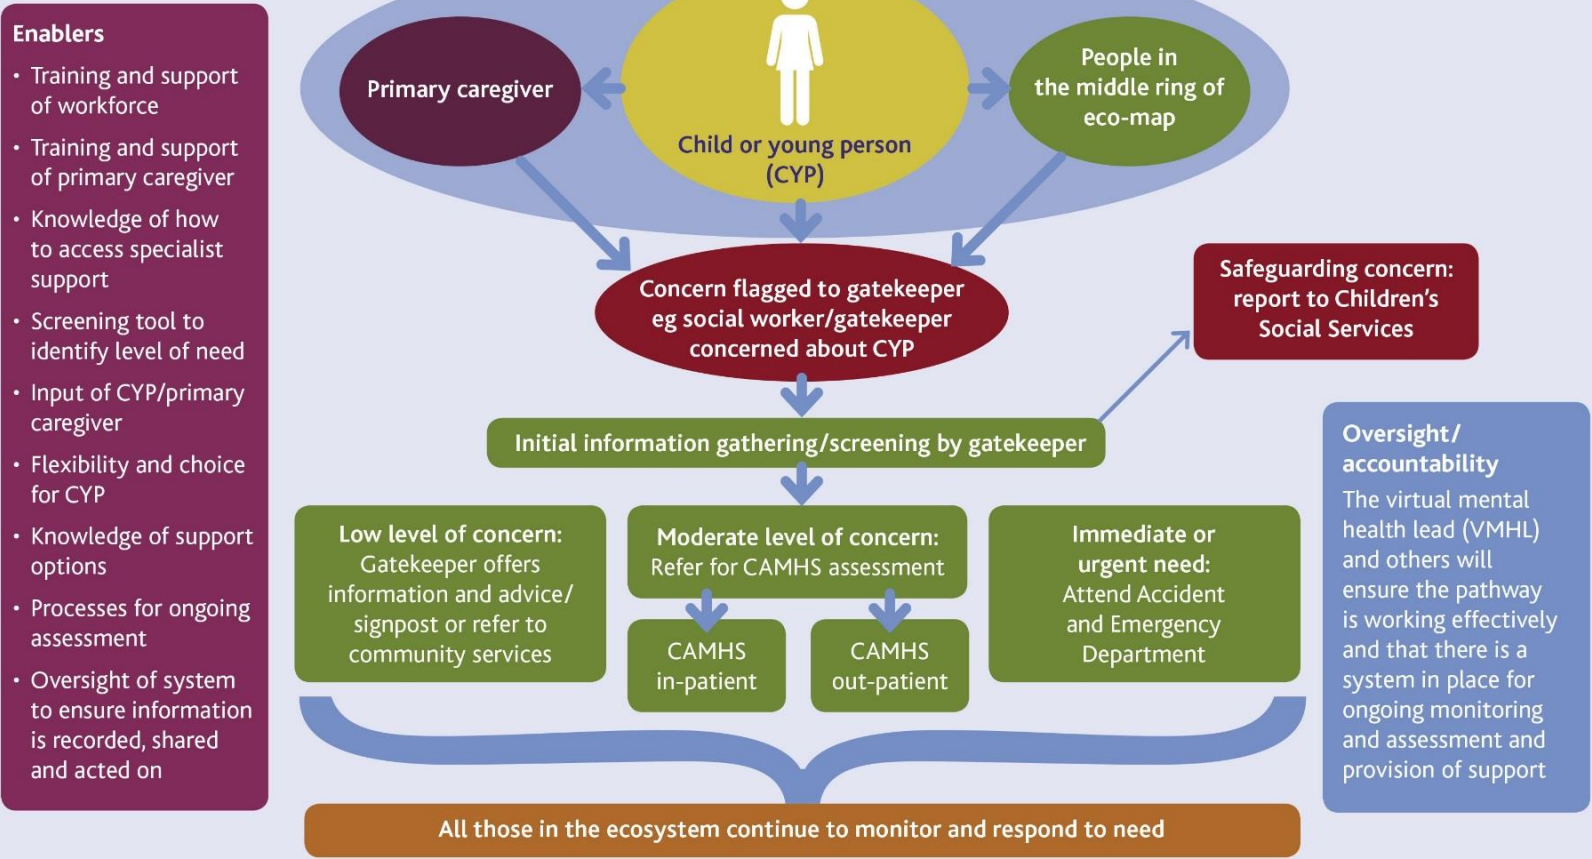 Enablers
• Training and support
of workforce
• Training and support
of primary caregiver
• Knowledge of how
to access specialist
support
• Screening tool to
identify level of need
• Input of CYP/primary
caregiver
• Flexibility and choice
for CYP
• Knowledge of support
options
• Processes for ongoing
assessment
• Oversight of system
to ensure information
is recorded, shared
and acted on
Primary caregiver
Child or young person
(CYP)
People in
the middle ring of
eco-map
Concern flagged to gatekeeper
eg social worker/gatekeeper
concerned about CYP
Safeguarding concern:
report to Children's
Social Services
Initial information gathering/screening by gatekeeper
Low level of concern:
Gatekeeper offers
information and advice/
signpost or refer to
community services
Moderate level of concern:
Refer for CAMHS assessment
CAMHS
in-patient
CAMHS
out-patient
Immediate or
urgent need:
Attend Accident
and Emergency
Department
Oversight/
accountability
The virtual mental
health lead (VMHL)
and others will
ensure the pathway
is working effectively
and that there is a
system in place for
ongoing monitoring
and assessment and
provision of support
All those in the ecosystem continue to monitor and respond to need